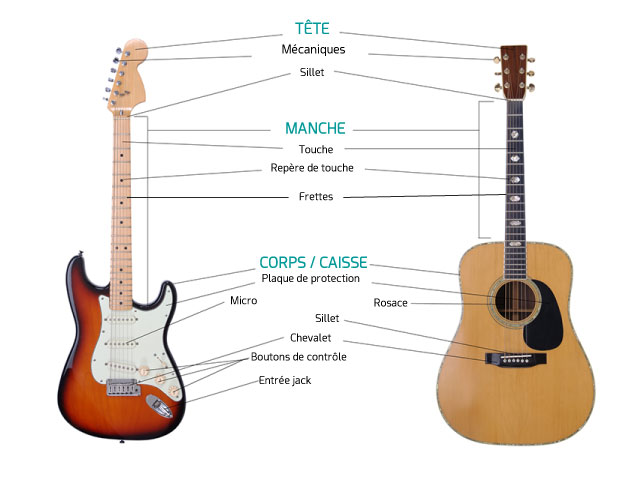 TÊTE
Mécaniques
Sillet
MANCHE
Touche
Repère de touche
Frettes
CORPS / CAISSE
Plaque de protection
Micro
Rosace
Sillet
Chevalet
Boutons de contrôle
Entrée jack